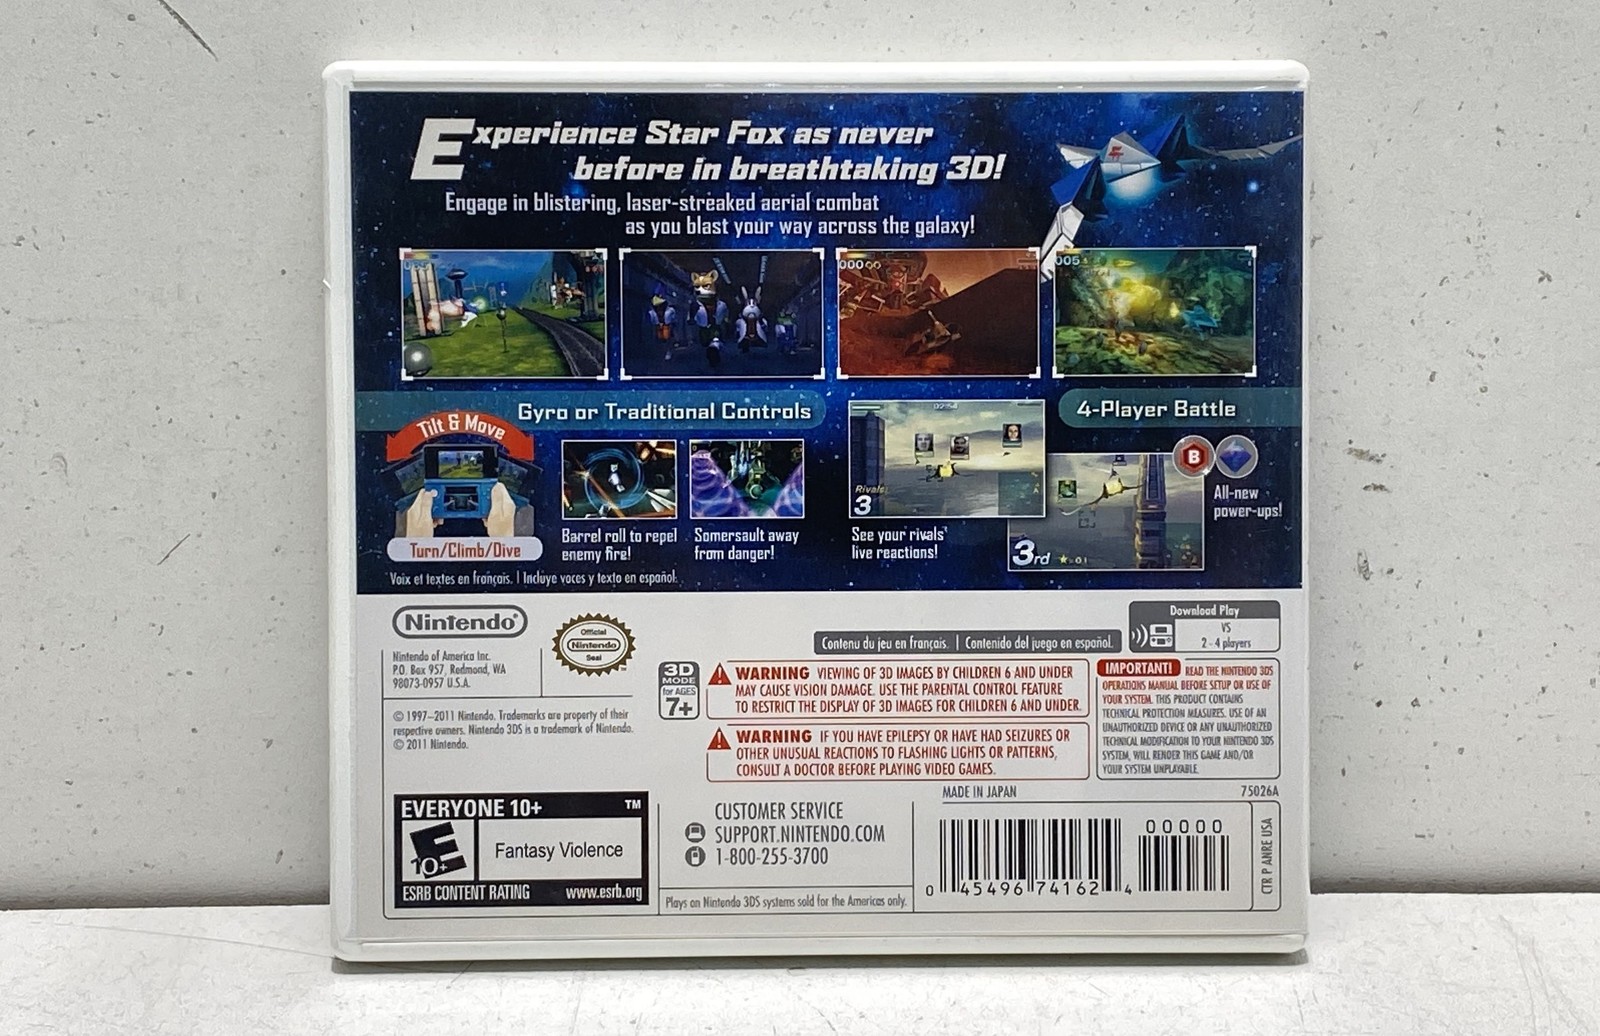 Experience Star Fox as never
before in breathtaking 3D!
Engage in blistering, laser-streaked aerial combat
as you blast your way across the galaxy!
005
Gyro or Traditional Controls
4-Player Battle
Tilt & Move
Turn/Climb/Dive
Barrel roll to repel
enemy fire!
Somersault away
from danger!
Rivals
3
See your rivals'
live reactions!
3rd
B
All-new
power-ups!
Voix et textes en français. | Incluye voces y texto en español.
Nintendo®
Nintendo of America Inc.
P.O. Box 957, Redmond, WA
98073-0957 U.S.A.
Official
Nintendo
Seal
Contenu du jeu en français. | Contenido del juego en español.
Download Play
VS
2 - 4 players
© 1997–2011 Nintendo. Trademarks are property of their
respective owners. Nintendo 3DS is a trademark of Nintendo.
© 2011 Nintendo.
3D
MODE
for AGES
7+
WARNING VIEWING OF 3D IMAGES BY CHILDREN 6 AND UNDER
MAY CAUSE VISION DAMAGE. USE THE PARENTAL CONTROL FEATURE
TO RESTRICT THE DISPLAY OF 3D IMAGES FOR CHILDREN 6 AND UNDER.
WARNING IF YOU HAVE EPILEPSY OR HAVE HAD SEIZURES OR
OTHER UNUSUAL REACTIONS TO FLASHING LIGHTS OR PATTERNS,
CONSULT A DOCTOR BEFORE PLAYING VIDEO GAMES.
IMPORTANT! READ THE NINTENDO 3DS
OPERATIONS MANUAL BEFORE SETUP OR USE OF
YOUR SYSTEM. THIS PRODUCT CONTAINS
TECHNICAL PROTECTION MEASURES. USE OF AN
UNAUTHORIZED DEVICE OR ANY UNAUTHORIZED
TECHNICAL MODIFICATION TO YOUR NINTENDO 3DS
SYSTEM, WILL RENDER THIS GAME AND/OR
YOUR SYSTEM UNPLAYABLE.
MADE IN JAPAN
75026A
EVERYONE 10+ TM
E
10+
Fantasy Violence
ESRB CONTENT RATING www.esrb.org
CUSTOMER SERVICE
SUPPORT.NINTENDO.COM
1-800-255-3700
Plays on Nintendo 3DS systems sold for the Americas only.
0 45496 74162 4
00000
CTR P ANRE USA